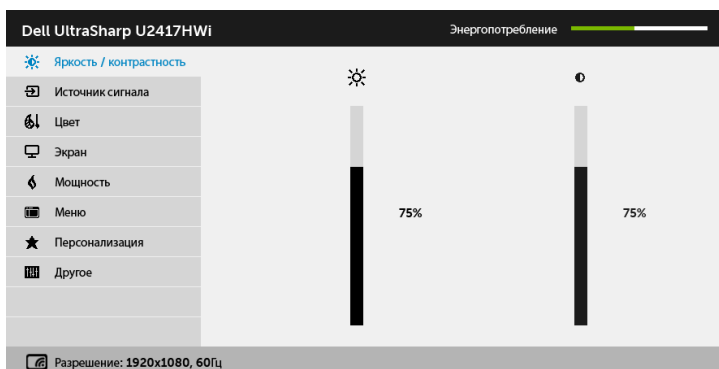 Dell UltraSharp U2417HWi
Энергопотребление
Яркость / контрастность
Источник сигнала
Цвет
Экран
Мощность
Меню
Персонализация
Другое
75%
75%
Разрешение: 1920x1080, 60Гц